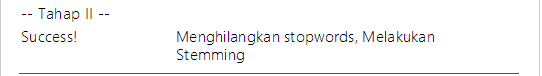 -- Tahap II --
Success! Menghilangkan stopwords, Melakukan
Stemming